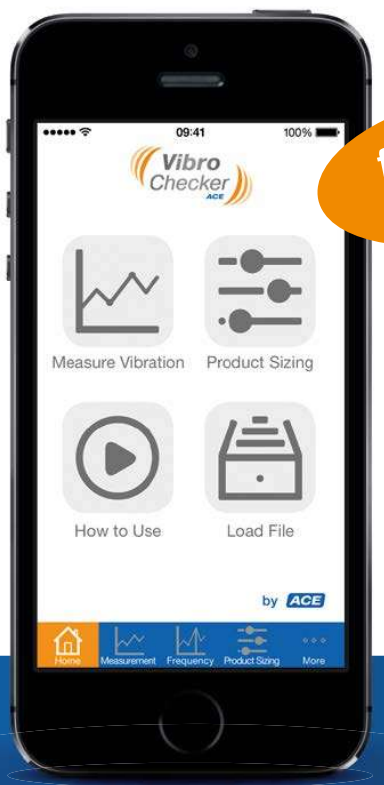 09:41
100%
Vibro
Checker
ACE
Measure Vibration Product Sizing
How to Use Load File
by ACE
Home Measurement Frequency Product Sizing More